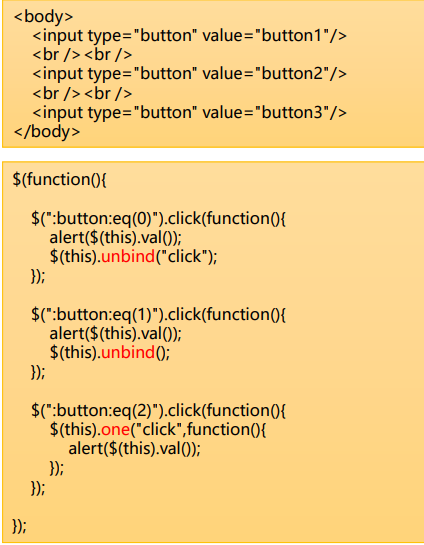 <body>
<input type="button" value="button1"/>
<br /><br />
<input type="button" value="button2"/>
<br /><br />
<input type="button" value="button3"/>
</body>
$(function(){
$(":button:eq(0)").click(function(){
alert($(this).val());
$(this).unbind("click");
});
$(":button:eq(1)").click(function(){
alert($(this).val());
$(this).unbind();
});
$(":button:eq(2)").click(function(){
$(this).one("click",function(){
alert($(this).val());
});
});
});